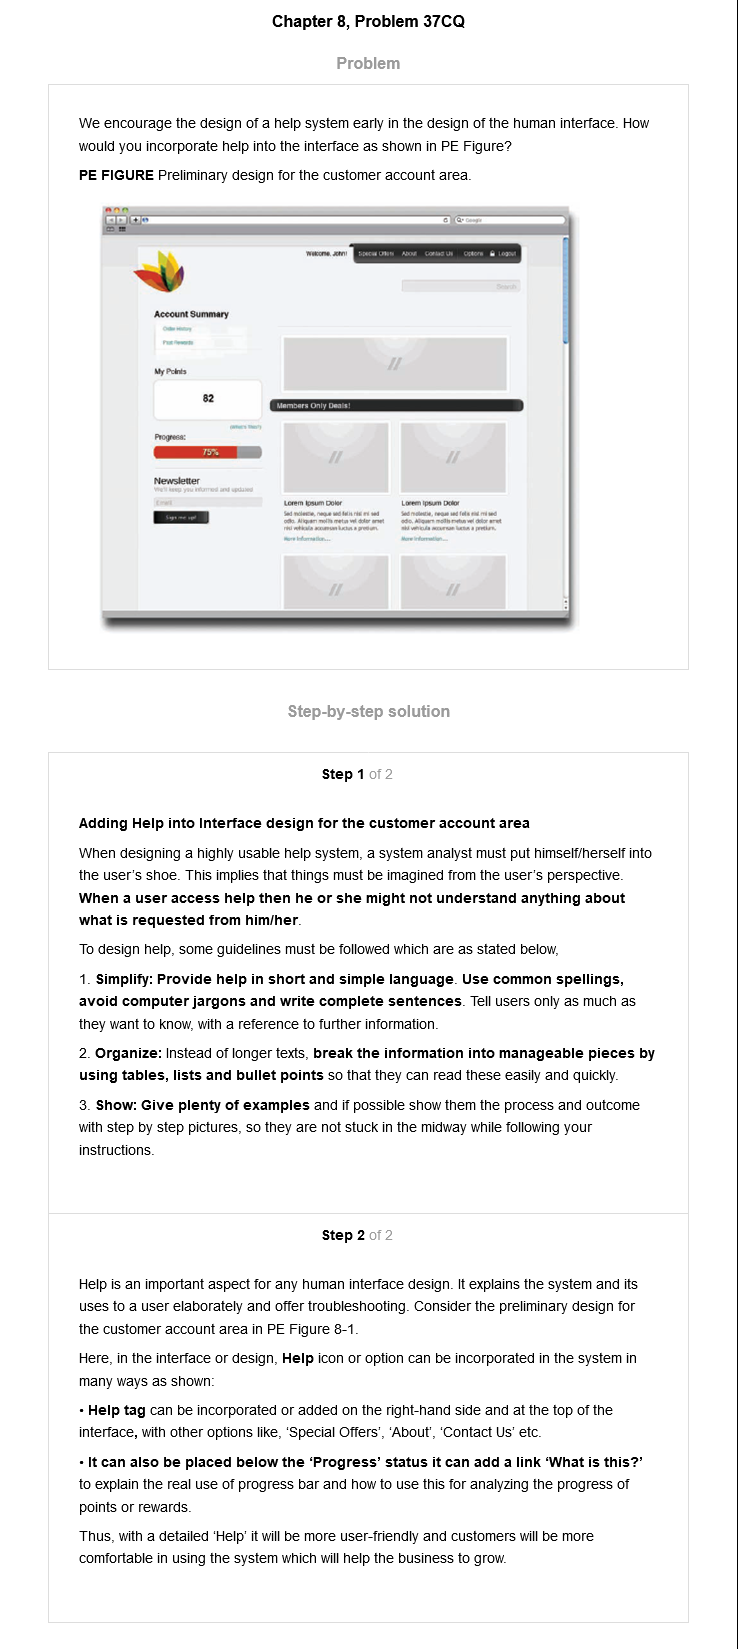 Chapter 8, Problem 37CQ
Problem
We encourage the design of a help system early in the design of the human interface. How
would you incorporate help into the interface as shown in PE Figure?
PE FIGURE Preliminary design for the customer account area.
Google
Welcome, John!
Special Offers About Contact Us Options Logout
Search
Account Summary
Order History
Pick Rewards
My Points
82
Members Only Deals!
Progress:
75%
Newsletter
We'll keep you informed and updated
Email
Sign me up!
Lorem Ipsum Dolor Lorem Ipsum Dolor
Sed molestie, neque sed felis nisl mi sed Sed molestie, neque sed felis nisl mi sed
odio. Aliquam mollis metus vel dolor amet odio. Aliquam mollis metus vel dolor amet
nisl vehicula accumsan luctus a pretium. nisl vehicula accumsan luctus a pretium.
More Information... More Information...
Step-by-step solution
Step 1 of 2
Adding Help into Interface design for the customer account area
When designing a highly usable help system, a system analyst must put himself/herself into
the user's shoe. This implies that things must be imagined from the user's perspective.
When a user access help then he or she might not understand anything about
what is requested from him/her.
To design help, some guidelines must be followed which are as stated below,
1. Simplify: Provide help in short and simple language. Use common spellings,
avoid computer jargons and write complete sentences. Tell users only as much as
they want to know, with a reference to further information.
2. Organize: Instead of longer texts, break the information into manageable pieces by
using tables, lists and bullet points so that they can read these easily and quickly.
3. Show: Give plenty of examples and if possible show them the process and outcome
with step by step pictures, so they are not stuck in the midway while following your
instructions.
Step 2 of 2
Help is an important aspect for any human interface design. It explains the system and its
uses to a user elaborately and offer troubleshooting. Consider the preliminary design for
the customer account area in PE Figure 8-1.
Here, in the interface or design, Help icon or option can be incorporated in the system in
many ways as shown:
• Help tag can be incorporated or added on the right-hand side and at the top of the
interface, with other options like, 'Special Offers', 'About', 'Contact Us' etc.
• It can also be placed below the 'Progress' status it can add a link 'What is this?'
to explain the real use of progress bar and how to use this for analyzing the progress of
points or rewards.
Thus, with a detailed 'Help' it will be more user-friendly and customers will be more
comfortable in using the system which will help the business to grow.